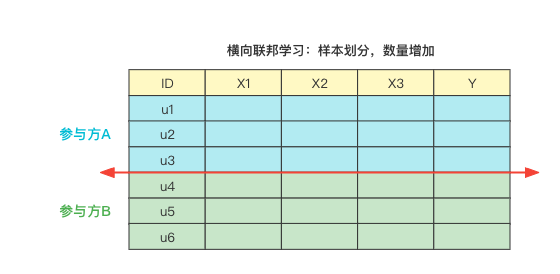 横向联邦学习：样本划分，数量增加
ID X1 X2 X3 Y
u1
参与方A u2
u3
u4
参与方B u5
u6